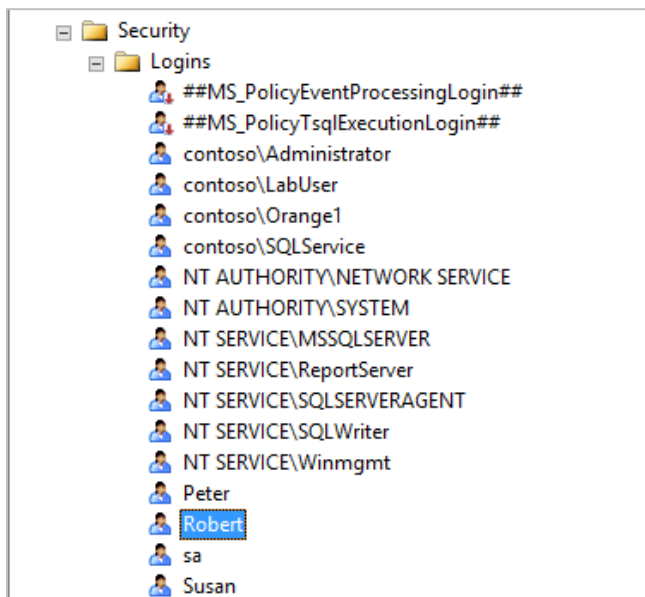 Security
Logins
##MS_PolicyEventProcessingLogin##
##MS_PolicyTsqlExecutionLogin##
contoso\Administrator
contoso\LabUser
contoso\Orange1
contoso\SQLService
NT AUTHORITY\NETWORK SERVICE
NT AUTHORITY\SYSTEM
NT SERVICE\MSSQLSERVER
NT SERVICE\ReportServer
NT SERVICE\SQLSERVERAGENT
NT SERVICE\SQLWriter
NT SERVICE\Winmgmt
Peter
Robert
sa
Susan